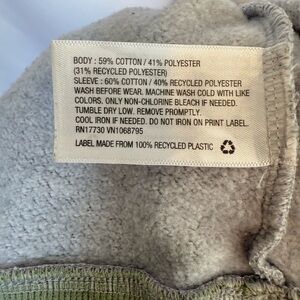 BODY : 59% COTTON / 41% POLYESTER
(31% RECYCLED POLYESTER)
SLEEVE : 60% COTTON / 40% RECYCLED POLYESTER
WASH BEFORE WEAR. MACHINE WASH COLD WITH LIKE
COLORS. ONLY NON-CHLORINE BLEACH IF NEEDED.
TUMBLE DRY LOW. REMOVE PROMPTLY.
COOL IRON IF NEEDED. DO NOT IRON ON PRINT LABEL.
RN17730 VN1068795
LABEL MADE FROM 100% RECYCLED PLASTIC